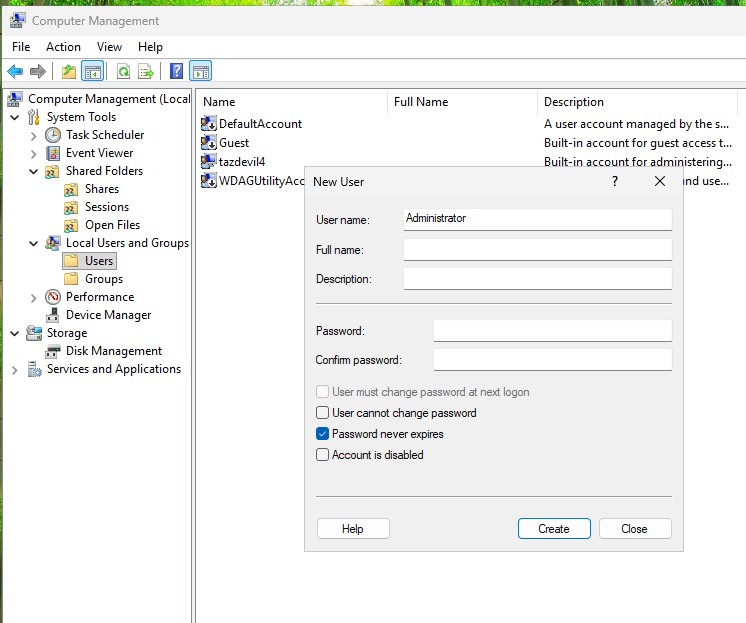 Computer Management
File Action View Help
Computer Management (Local
System Tools
Task Scheduler
Event Viewer
Shared Folders
Shares
Sessions
Open Files
Local Users and Groups
Users
Groups
Performance
Device Manager
Storage
Disk Management
Services and Applications
Name Full Name Description
DefaultAccount A user account managed by the s...
Guest Built-in account for guest access t...
tazdevil4 Built-in account for administering...
WDAGUtilityAcc nd use...
New User ?
User name: Administrator
Full name:
Description:
Password:
Confirm password:
User must change password at next logon
User cannot change password
Password never expires
Account is disabled
Help Create Close